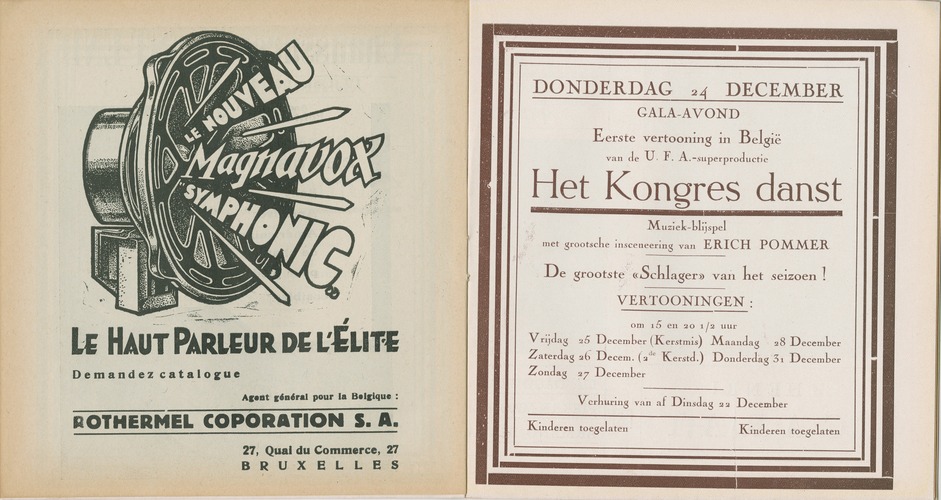 LE NOUVEAU
Magnavox
"SYMPHONIC"
LE HAUT PARLEUR DE L'ÉLITE
Demandez catalogue
Agent général pour la Belgique :
ROTHERMEL COPORATION S. A.
27, Quai du Commerce, 27
BRUXELLES
DONDERDAG 24 DECEMBER
GALA-AVOND
Eerste vertooning in België
van de U. F. A.-superproductie
Het Kongres danst
Muziek-blijspel
met grootsche insceneering van ERICH POMMER
De grootste «Schlager» van het seizoen !
VERTOONINGEN :
om 15 en 20 1/2 uur
Vrijdag 25 December (Kerstmis) Maandag 28 December
Zaterdag 26 Decem. (2de Kerstd.) Donderdag 31 December
Zondag 27 December
Verhuring van af Dinsdag 22 December
Kinderen toegelaten Kinderen toegelaten